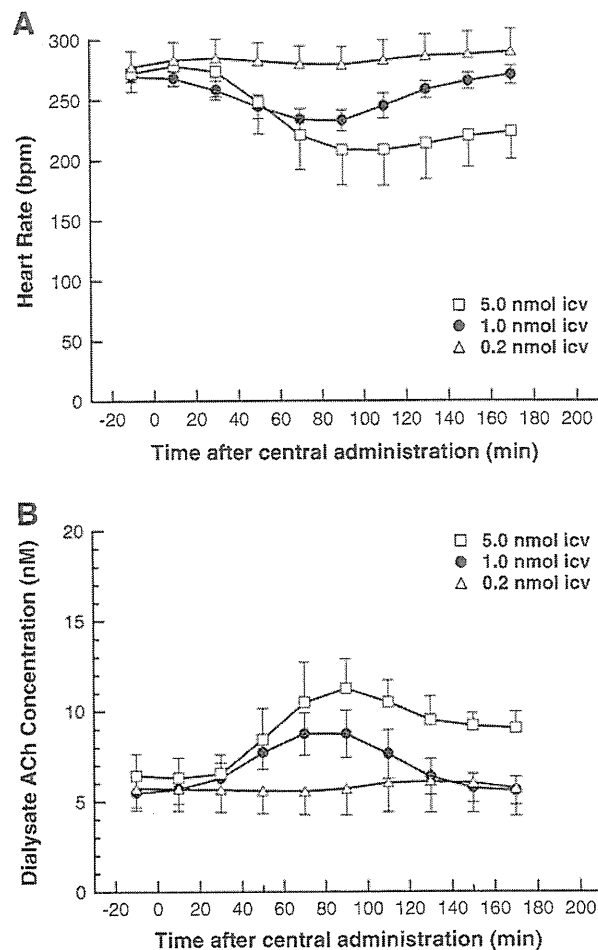 A
300
250
200
150
100
50
0
Heart Rate (bpm)
5.0 nmol icv
1.0 nmol icv
0.2 nmol icv
-20 0 20 40 60 80 100 120 140 160 180 200
Time after central administration (min)
B
20
15
10
5
0
Dialysate ACh Concentration (nM)
5.0 nmol icv
1.0 nmol icv
0.2 nmol icv
-20 0 20 40 60 80 100 120 140 160 180 200
Time after central administration (min)